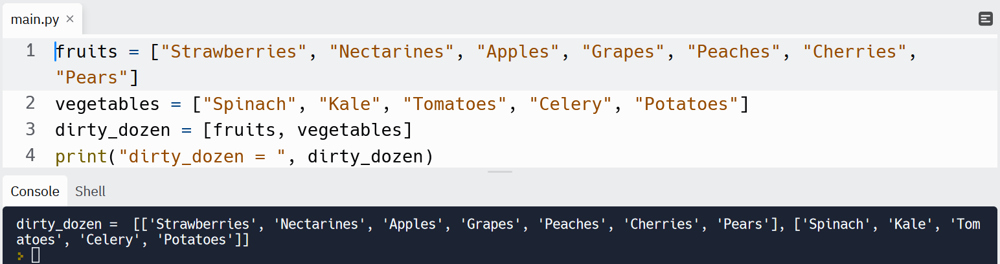 main.py ×
1 fruits = ["Strawberries", "Nectarines", "Apples", "Grapes", "Peaches", "Cherries",
"Pears"]
2 vegetables = ["Spinach", "Kale", "Tomatoes", "Celery", "Potatoes"]
3 dirty_dozen = [fruits, vegetables]
4 print("dirty_dozen = ", dirty_dozen)
Console Shell
dirty_dozen =  [['Strawberries', 'Nectarines', 'Apples', 'Grapes', 'Peaches', 'Cherries', 'Pears'], ['Spinach', 'Kale', 'Tom
atoes', 'Celery', 'Potatoes']]
>